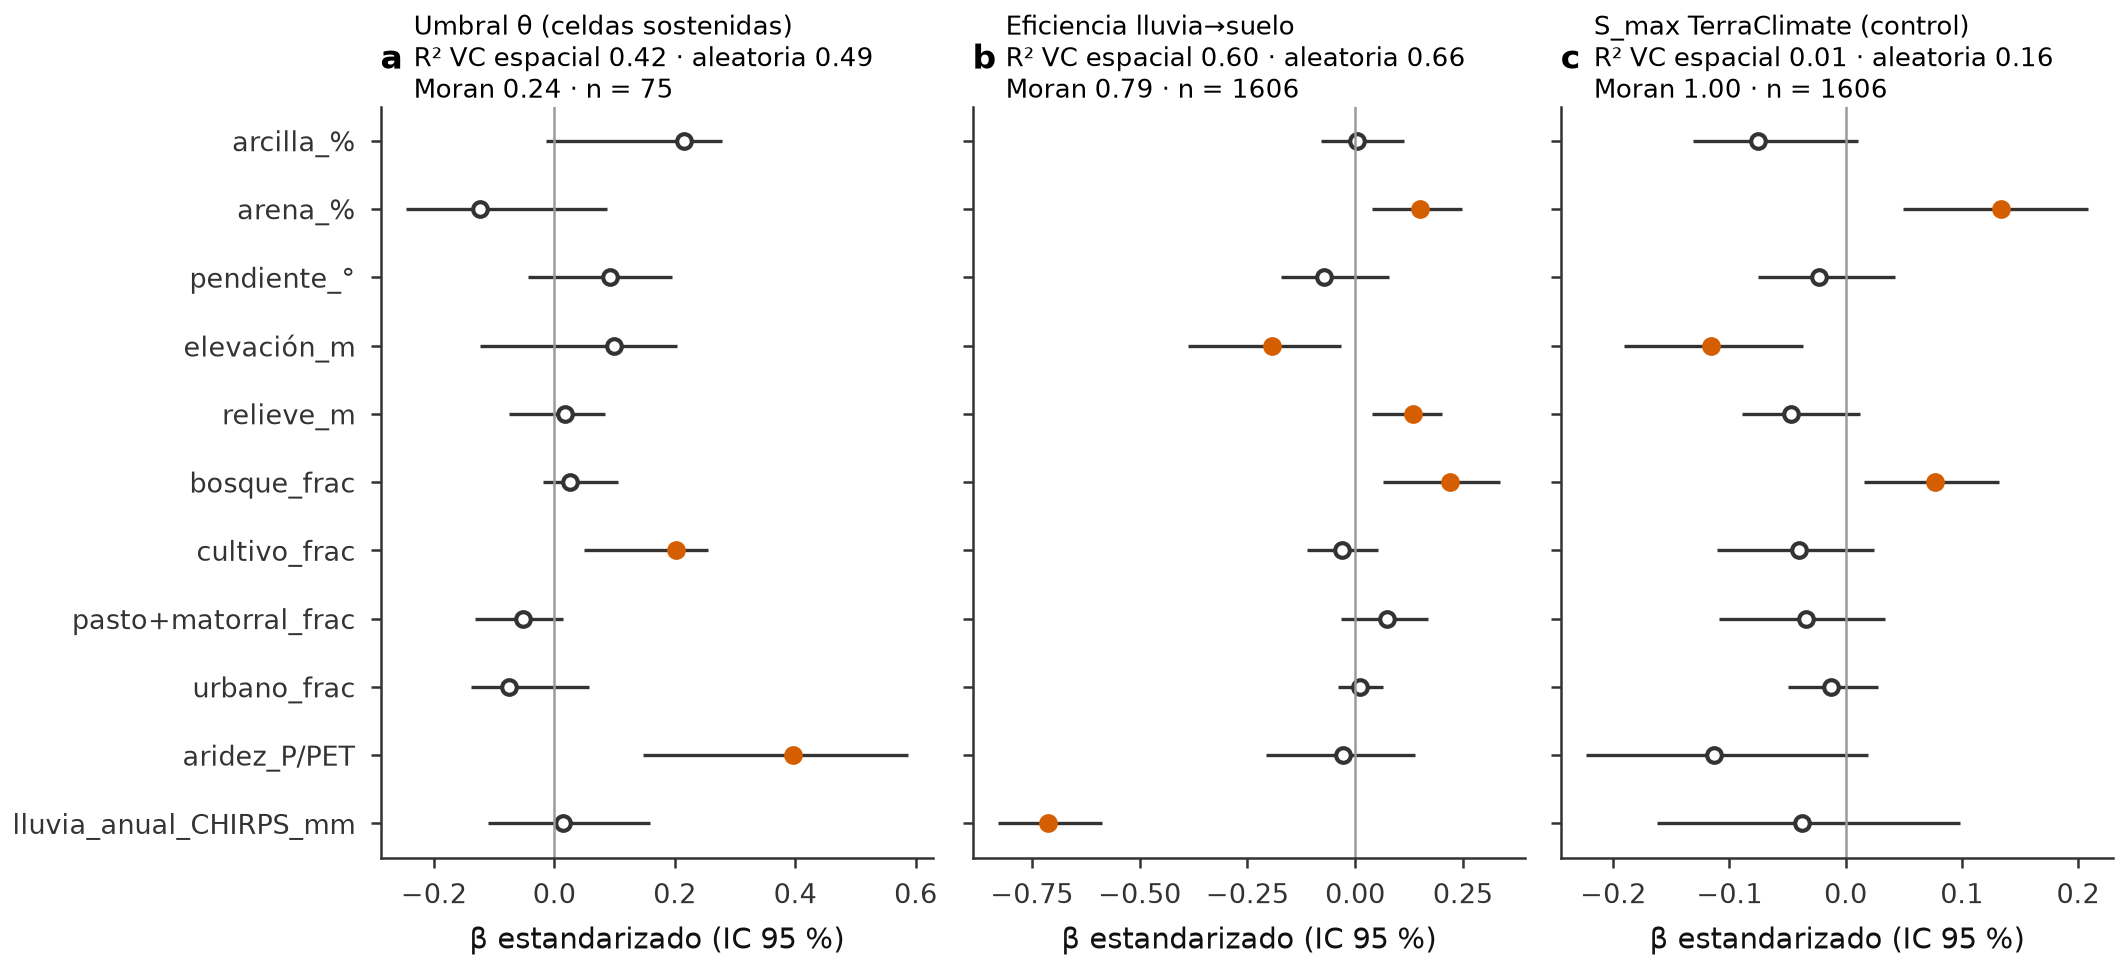 Umbral θ (celdas sostenidas)
a R² VC espacial 0.42 · aleatoria 0.49
Moran 0.24 · n = 75
Eficiencia lluvia→suelo
b R² VC espacial 0.60 · aleatoria 0.66
Moran 0.79 · n = 1606
S_max TerraClimate (control)
c R² VC espacial 0.01 · aleatoria 0.16
Moran 1.00 · n = 1606
arcilla_%
arena_%
pendiente_°
elevación_m
relieve_m
bosque_frac
cultivo_frac
pasto+matorral_frac
urbano_frac
aridez_P/PET
lluvia_anual_CHIRPS_mm
−0.2 0.0 0.2 0.4 0.6
−0.75 −0.50 −0.25 0.00 0.25
−0.2 −0.1 0.0 0.1 0.2
β estandarizado (IC 95 %)
β estandarizado (IC 95 %)
β estandarizado (IC 95 %)